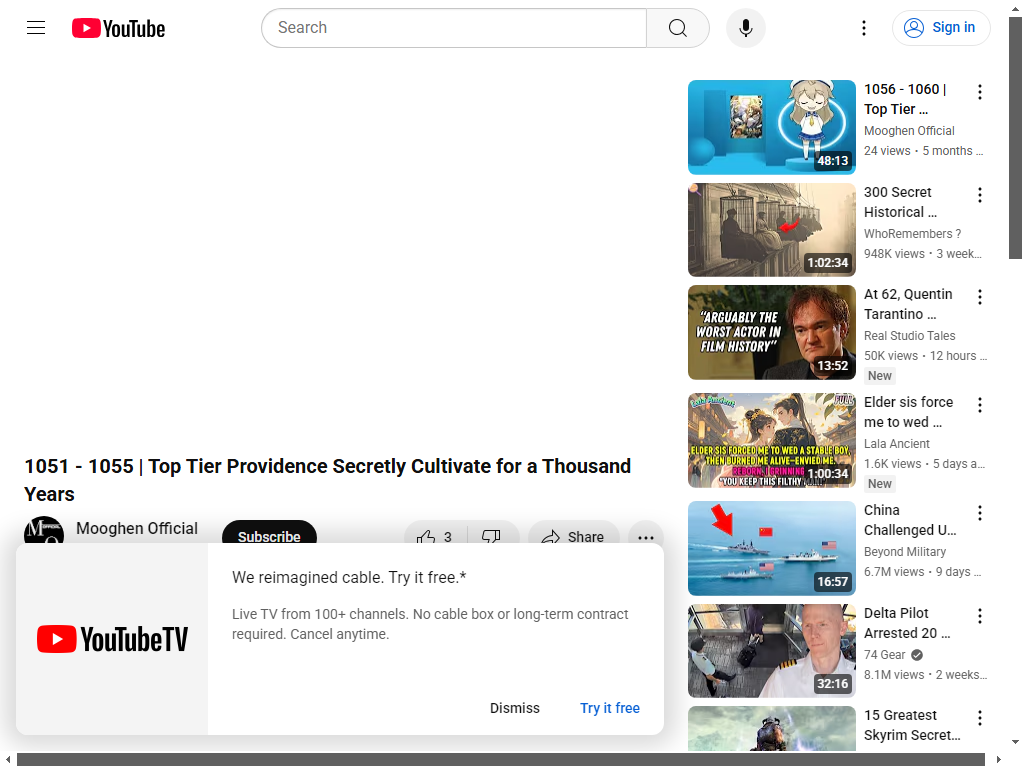 YouTube
Search
Sign in
1056 - 1060 |
Top Tier ...
Mooghen Official
24 views • 5 months ...
48:13
300 Secret
Historical ...
WhoRemembers ?
948K views • 3 week...
1:02:34
At 62, Quentin
Tarantino ...
Real Studio Tales
50K views • 12 hours ...
New
"ARGUABLY THE
WORST ACTOR IN
FILM HISTORY"
13:52
Elder sis force
me to wed ...
Lala Ancient
1.6K views • 5 days a...
New
Lala Ancient
FULL
ELDER SIS FORCED ME TO WED A STABLE BOY,
THEN BURNED ME ALIVE—ENVIED ME.
REBORN, I GRINNING
"YOU KEEP THIS FILTHY
1:00:34
China
Challenged U...
Beyond Military
6.7M views • 9 days ...
16:57
Delta Pilot
Arrested 20 ...
74 Gear
8.1M views • 2 weeks...
32:16
15 Greatest
Skyrim Secret...
1051 - 1055 | Top Tier Providence Secretly Cultivate for a Thousand
Years
Mooghen Official
Subscribe
3
Share
YouTubeTV
We reimagined cable. Try it free.*
Live TV from 100+ channels. No cable box or long-term contract
required. Cancel anytime.
Dismiss
Try it free